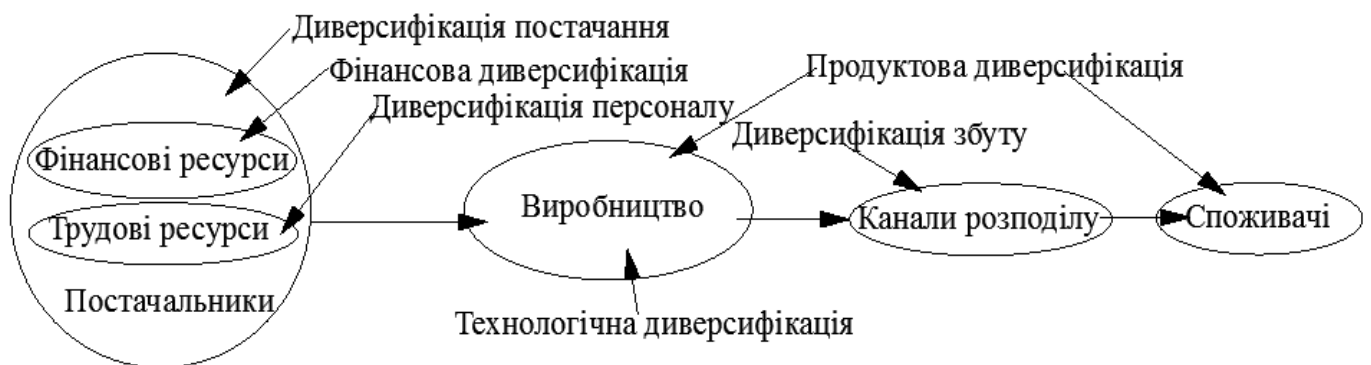 Диверсифікація постачання
Фінансова диверсифікація
Продуктова диверсифікація
Диверсифікація персоналу
Диверсифікація збуту
Фінансові ресурси
Трудові ресурси
Виробництво
Канали розподілу
Споживачі
Постачальники
Технологічна диверсифікація